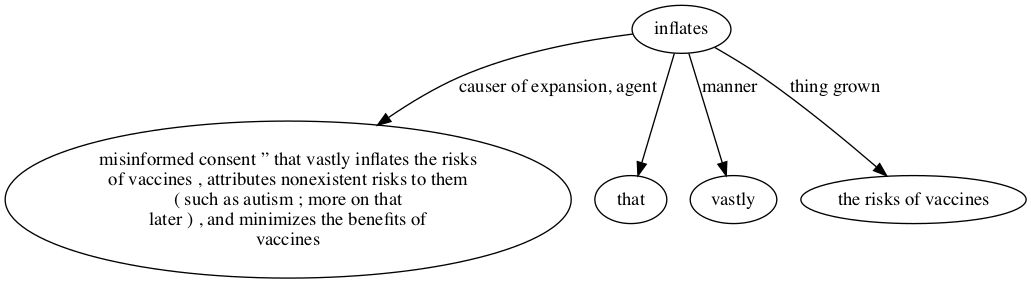 inflates
causer of expansion, agent
manner
thing grown
misinformed consent ” that vastly inflates the risks
of vaccines , attributes nonexistent risks to them
( such as autism ; more on that
later ) , and minimizes the benefits of
vaccines
that
vastly
the risks of vaccines